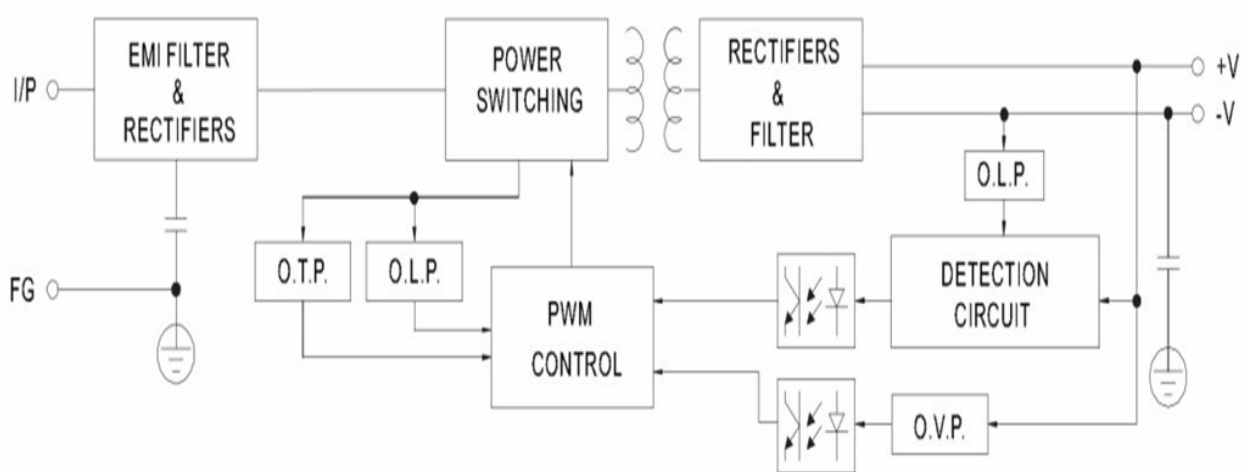 I/P
EMI FILTER
&
RECTIFIERS
POWER
SWITCHING
RECTIFIERS
&
FILTER
+V
-V
O.L.P.
FG
O.T.P.
O.L.P.
PWM
CONTROL
DETECTION
CIRCUIT
O.V.P.